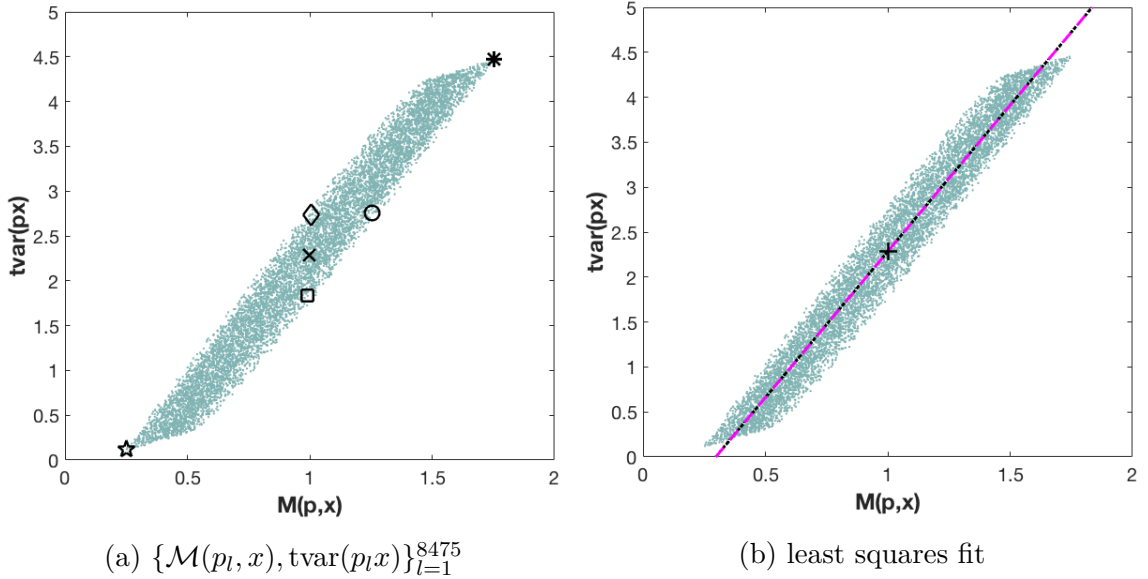 5
4.5
4
3.5
3
2.5
2
1.5
1
0.5
0
0 0.5 1 1.5 2
tvar(px)
M(p,x)
(a) {ℳ(p_l, x), tvar(p_l x)}_{l=1}^{8475}
5
4.5
4
3.5
3
2.5
2
1.5
1
0.5
0
0 0.5 1 1.5 2
tvar(px)
M(p,x)
(b) least squares fit